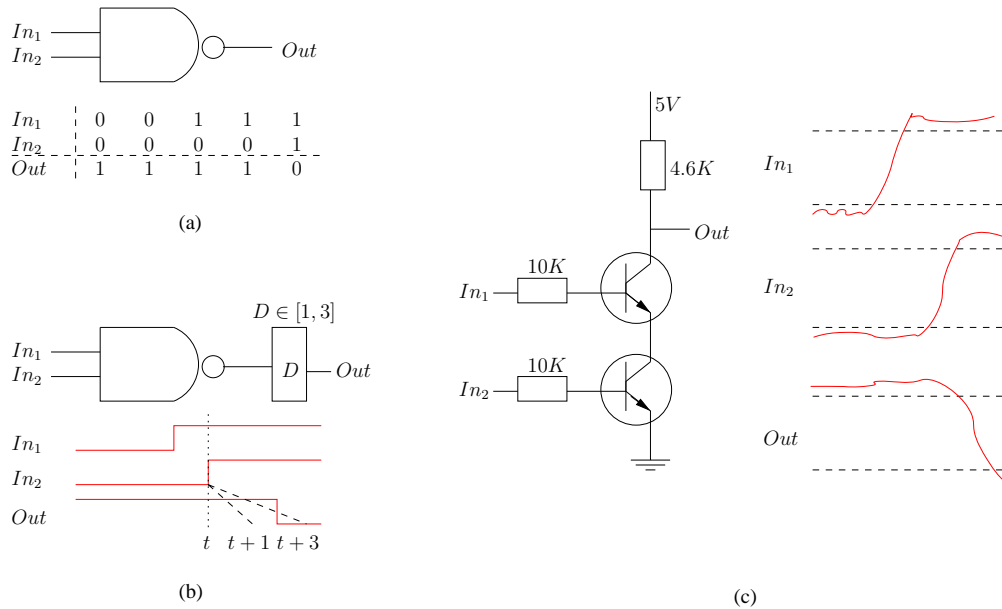 In₁
In₂
Out
In₁ 0 0 1 1 1
In₂ 0 0 0 0 1
Out 1 1 1 1 0
(a)
D ∈ [1, 3]
In₁
In₂
D
Out
In₁
In₂
Out
t t + 1 t + 3
(b)
5V
4.6K
Out
10K
In₁
10K
In₂
In₁
In₂
Out
(c)